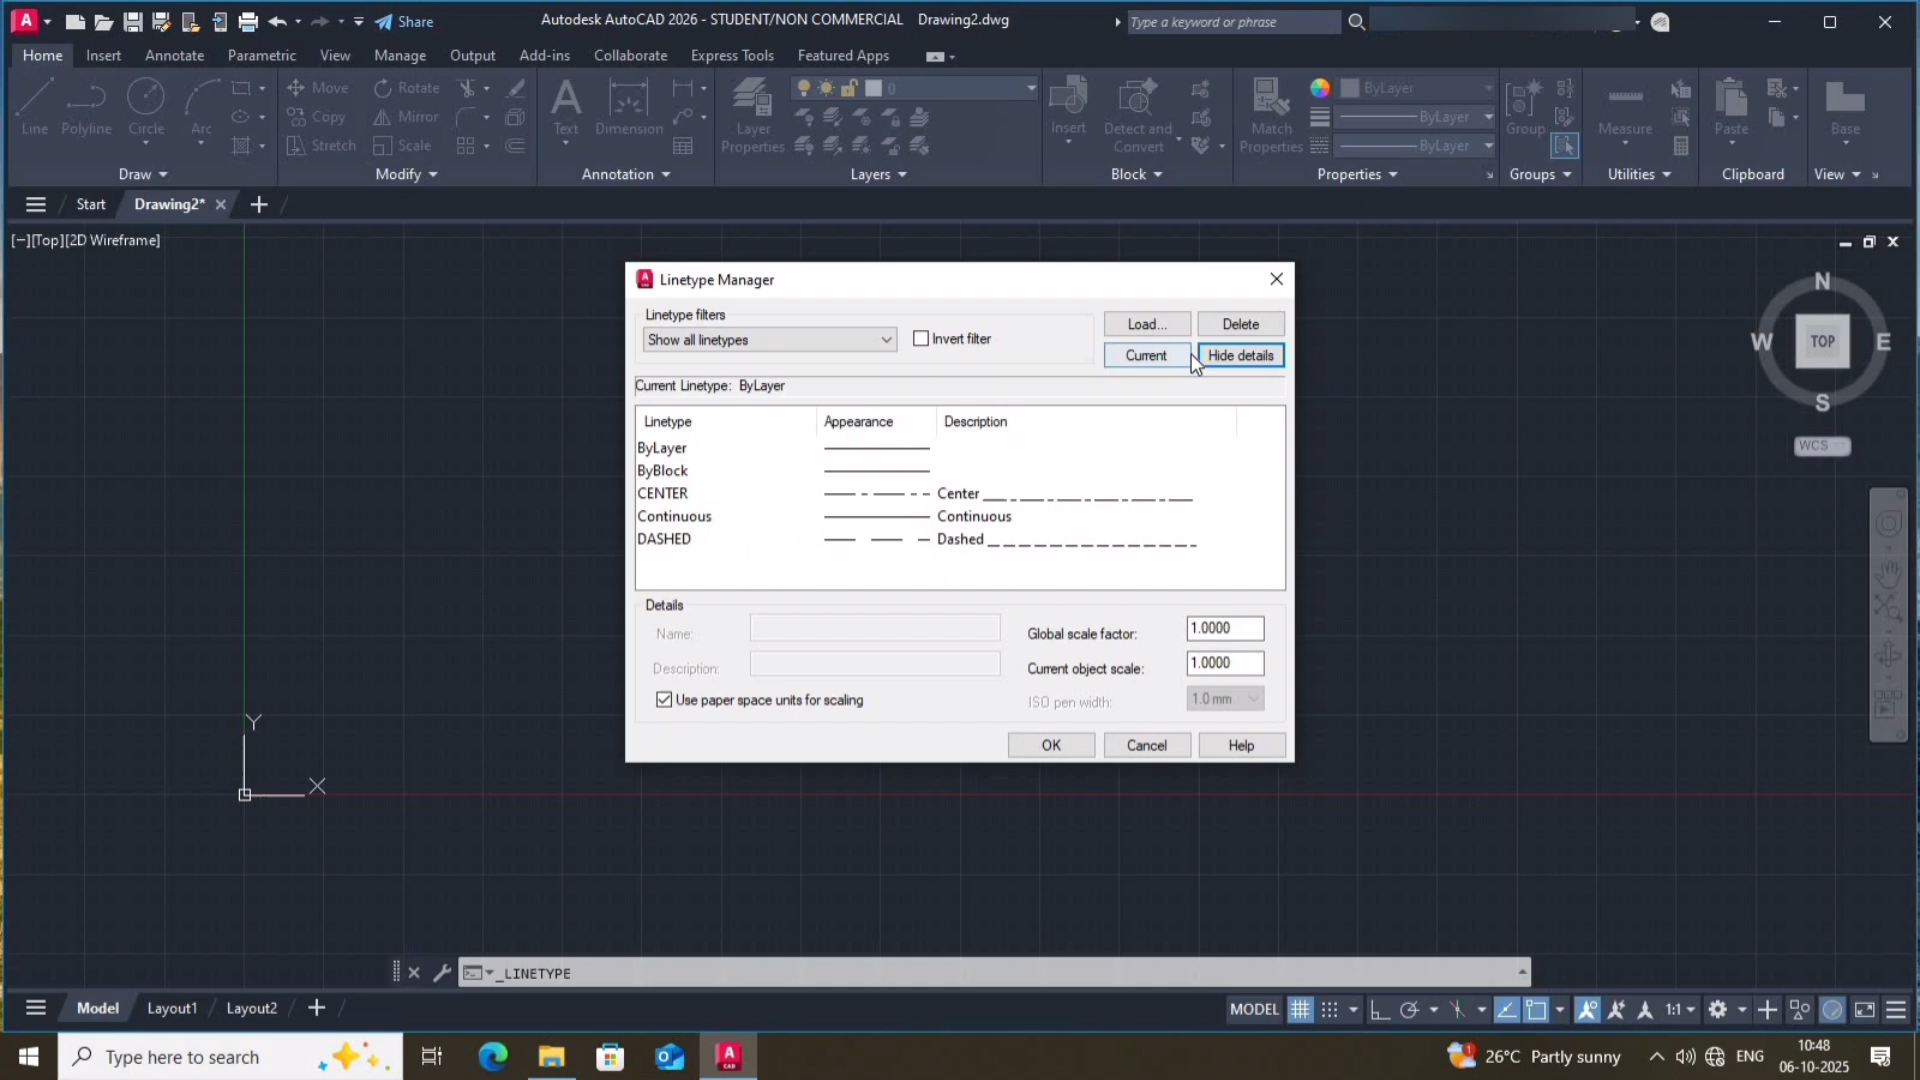 Share
Autodesk AutoCAD 2026 - STUDENT/NON COMMERCIAL Drawing2.dwg
Type a keyword or phrase
Home Insert Annotate Parametric View Manage Output Add-ins Collaborate Express Tools Featured Apps
Line Polyline Circle Arc
Move Rotate
Copy Mirror
Stretch Scale
Text Dimension
Layer Properties
0
Insert Detect and Convert
Match Properties
ByLayer
ByLayer
ByLayer
Group Measure Paste Base
Draw Modify Annotation Layers Block Properties Groups Utilities Clipboard View
Start Drawing2*
[−][Top][2D Wireframe]
N
W TOP E
S
WCS
Linetype Manager
Linetype filters
Show all linetypes Invert filter
Load... Delete
Current Hide details
Current Linetype: ByLayer
Linetype Appearance Description
ByLayer
ByBlock
CENTER Center
Continuous Continuous
DASHED Dashed
Details
Name: Global scale factor: 1.0000
Description: Current object scale: 1.0000
Use paper space units for scaling ISO pen width: 1.0 mm
OK Cancel Help
Y
X
_LINETYPE
Model Layout1 Layout2
MODEL 1:1
Type here to search
1 26°C Partly sunny ENG
10:48
06-10-2025